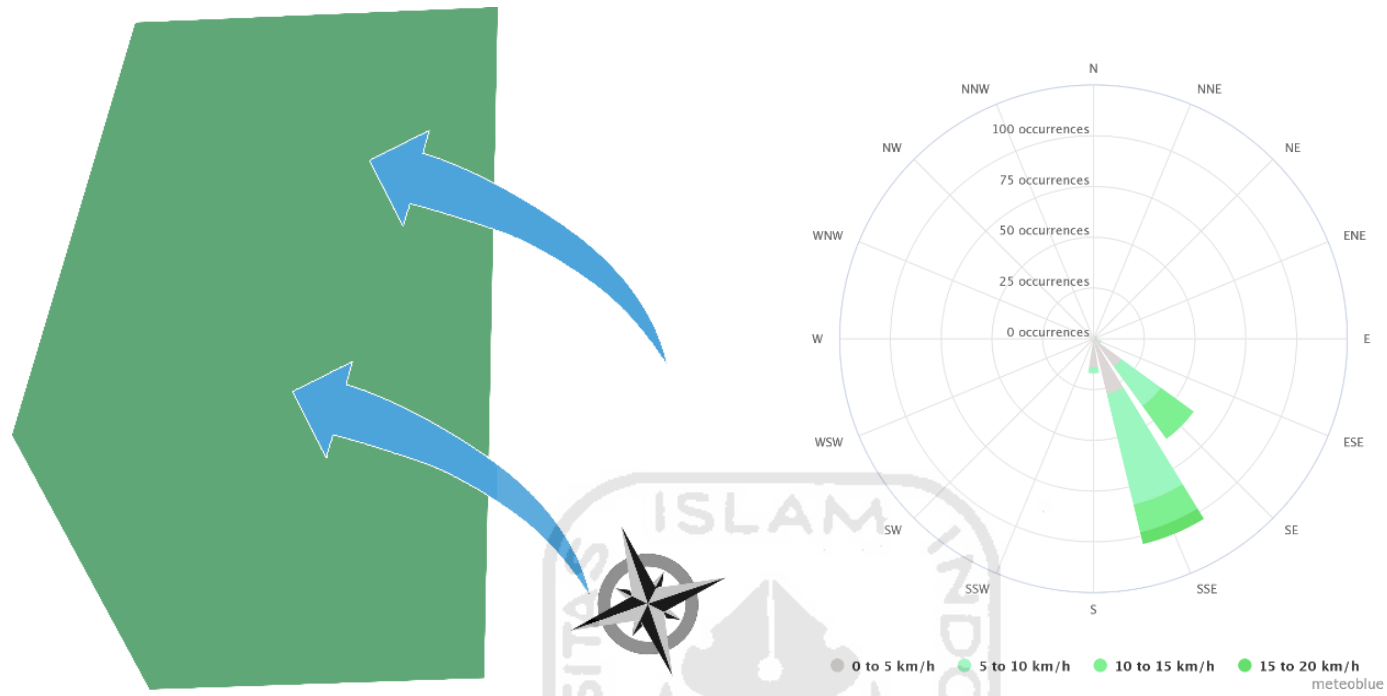 N
NNW
NNE
100 occurrences
NW
NE
75 occurrences
50 occurrences
WNW
ENE
25 occurrences
0 occurrences
W
E
WSW
ESE
SW
SE
SSW
SSE
S
0 to 5 km/h
5 to 10 km/h
10 to 15 km/h
15 to 20 km/h
meteoblue
ISLAM
SITAS
INDO